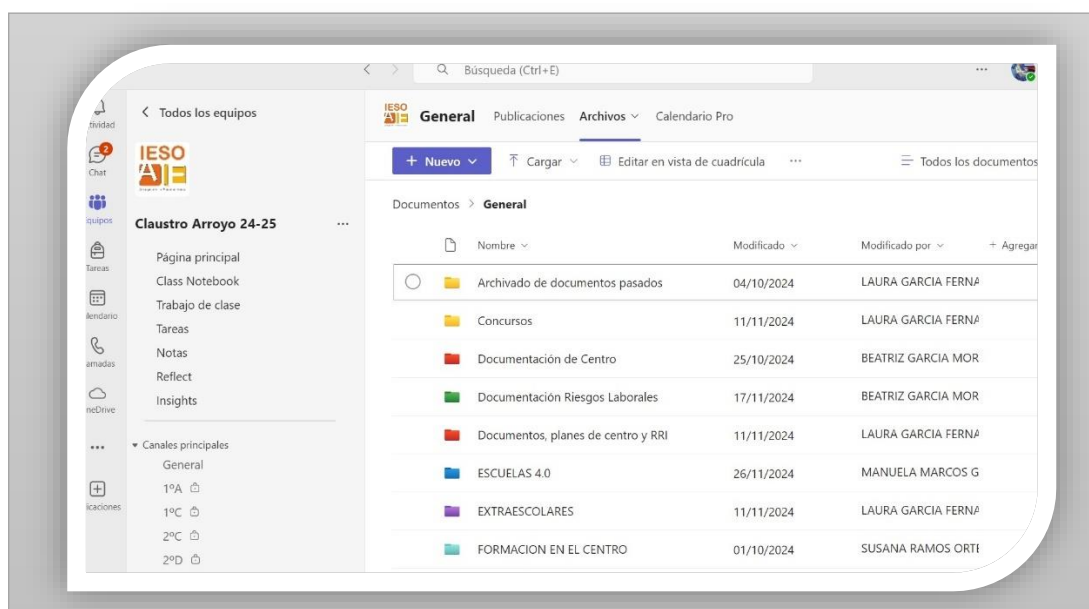 Búsqueda (Ctrl+E)
Chat
2
Tareas
Todos los equipos
IESO
Claustro Arroyo 24-25
Página principal
Class Notebook
Trabajo de clase
Tareas
Notas
Reflect
Insights
Canales principales
General
1ºA
1ºC
2ºC
2ºD
IESO General Publicaciones Archivos Calendario Pro
+ Nuevo Cargar Editar en vista de cuadrícula ... Todos los documentos
Documentos > General
Nombre Modificado Modificado por + Agregar
Archivado de documentos pasados 04/10/2024 LAURA GARCIA FERNA
Concursos 11/11/2024 LAURA GARCIA FERNA
Documentación de Centro 25/10/2024 BEATRIZ GARCIA MOR
Documentación Riesgos Laborales 17/11/2024 BEATRIZ GARCIA MOR
Documentos, planes de centro y RRI 11/11/2024 LAURA GARCIA FERNA
ESCUELAS 4.0 26/11/2024 MANUELA MARCOS G
EXTRAESCOLARES 11/11/2024 LAURA GARCIA FERNA
FORMACION EN EL CENTRO 01/10/2024 SUSANA RAMOS ORTE